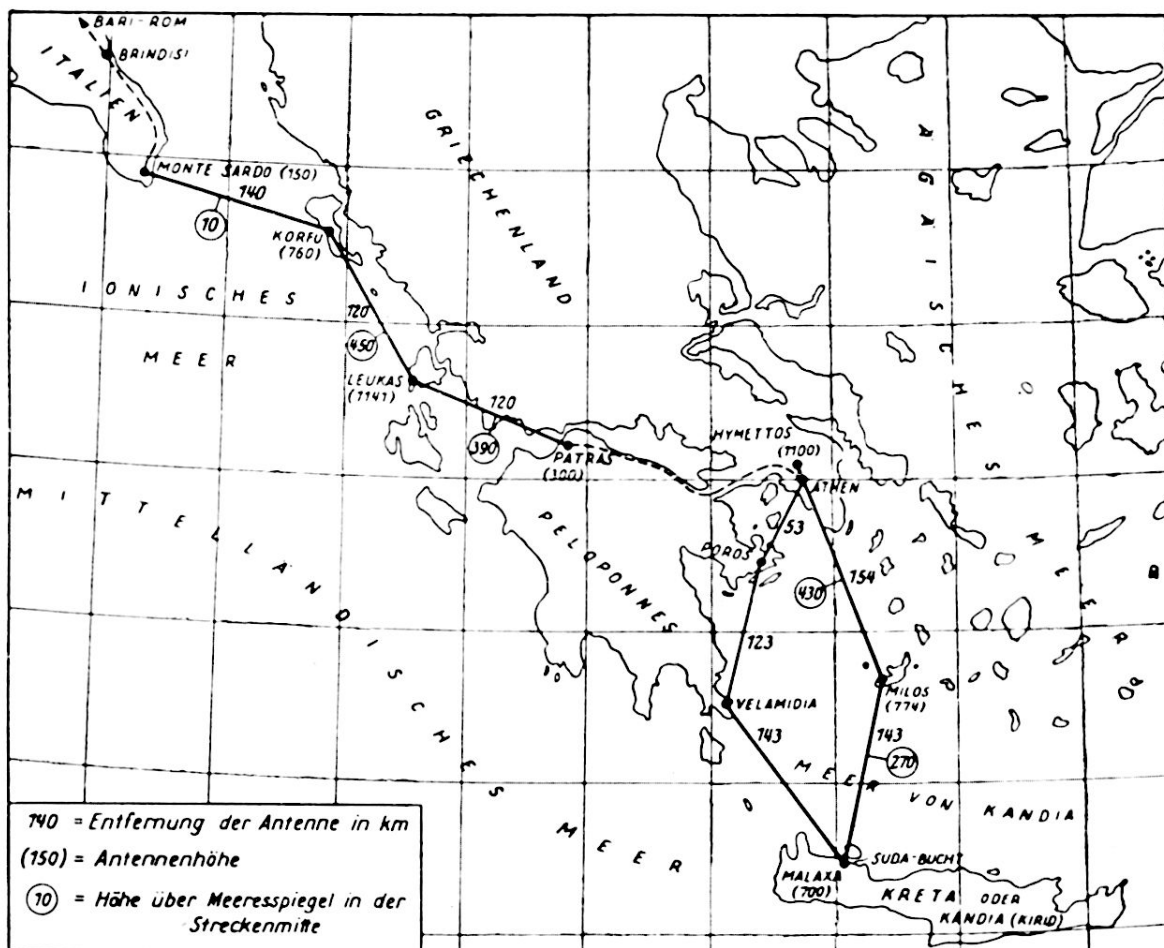 BARI-ROM
BRINDISI
ITALIEN
MONTE SARDO (150)
140
10
KORFU
(760)
GRIECHENLAND
AGAISCHES
IONISCHES
MEER
120
450
LEUKAS
(1141)
120
390
PATRAS
(300)
HYMETTOS
(1100)
ATHEN
53
POROS
PELOPONNES
MITTELLANDISCHES
MEER
430
154
MEER
123
VELAMIDIA
MILOS
(774)
143
143
270
MEER VON KANDIA
SUDA-BUCHT
MALAXA
(700)
KRETA ODER
KANDIA (KIRID)
140 = Entfernung der Antenne in km
(150) = Antennenhöhe
10 = Höhe über Meeresspiegel in der
Streckenmitte